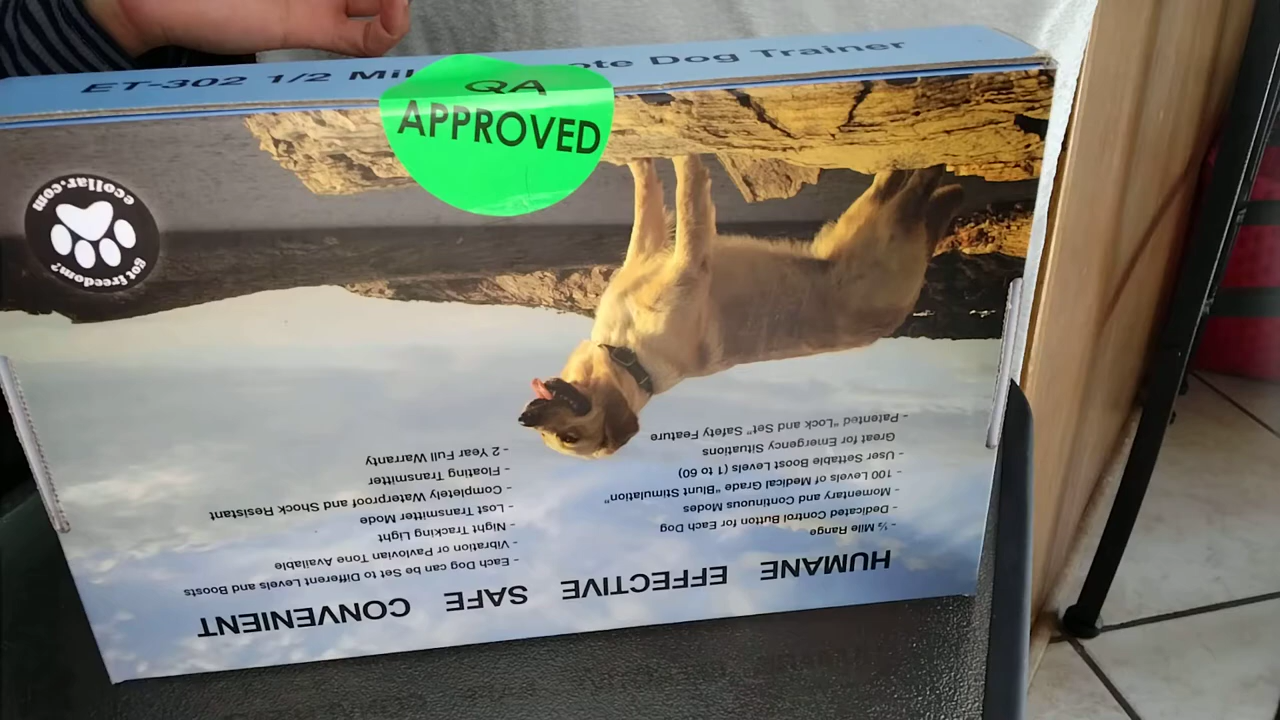 ET-302 1/2 Mi ote Dog Trainer
QA
APPROVED
got freedom?
ecollar.com
HUMANE EFFECTIVE SAFE CONVENIENT
- ½ Mile Range
- Dedicated Control Button for Each Dog
- Momentary and Continuous Modes
- 100 Levels of Medical Grade "Blunt Stimulation"
- User Settable Boost Levels (1 to 60)
Great for Emergency Situations
- Patented "Lock and Set" Safety Feature
- Each Dog can be Set to Different Levels and Boosts
- Vibration or Pavlovian Tone Available
- Night Tracking Light
- Lost Transmitter Mode
- Completely Waterproof and Shock Resistant
- Floating Transmitter
- 2 Year Full Warranty